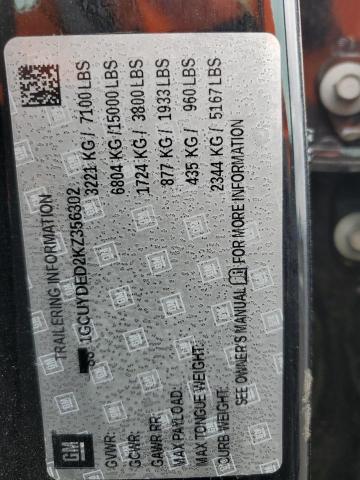 GM
TRAILERING INFORMATION
1GCUYDED2KZ356302
GVWR: 3221 KG / 7100 LBS
GCWR: 6804 KG / 15000 LBS
GAWR RR: 1724 KG / 3800 LBS
MAX PAYLOAD: 877 KG / 1933 LBS
MAX TONGUE WEIGHT: 435 KG / 960 LBS
CURB WEIGHT: 2344 KG / 5167 LBS
SEE OWNER'S MANUAL FOR MORE INFORMATION